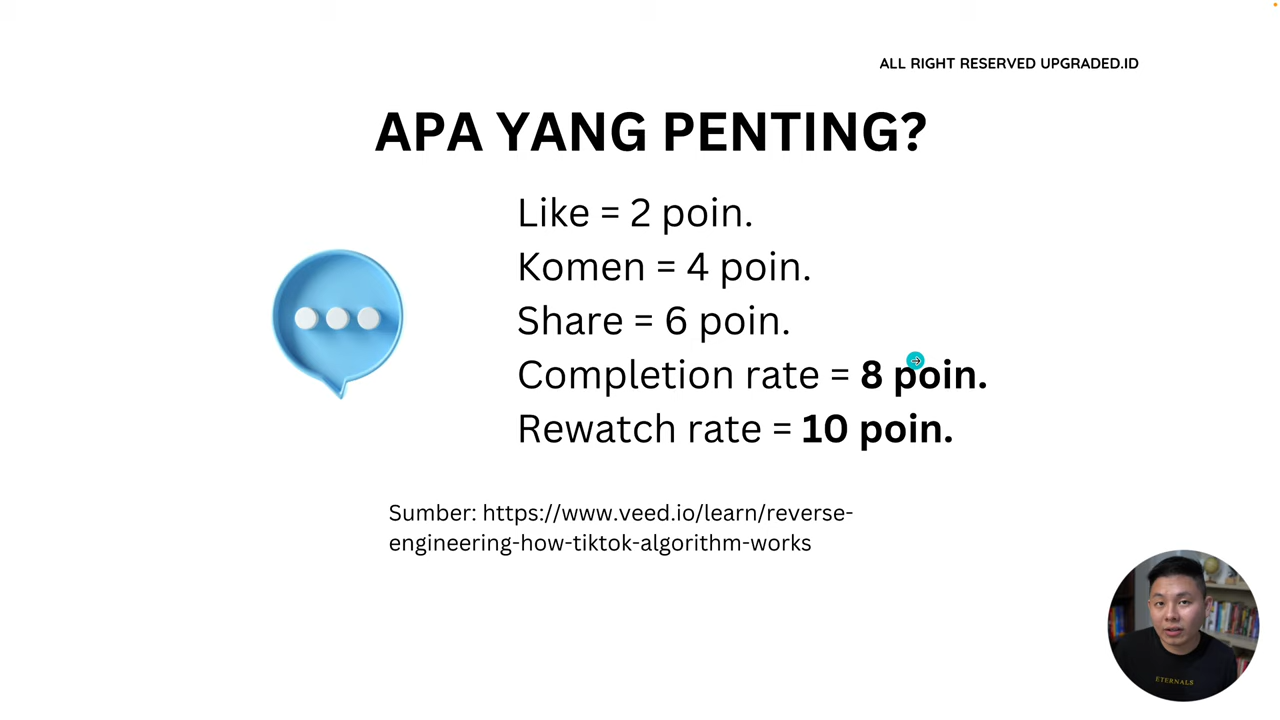 ALL RIGHT RESERVED UPGRADED.ID
APA YANG PENTING?
Like = 2 poin.
Komen = 4 poin.
Share = 6 poin.
Completion rate = 8 poin.
Rewatch rate = 10 poin.
Sumber: https://www.veed.io/learn/reverse-
engineering-how-tiktok-algorithm-works
ETERNALS